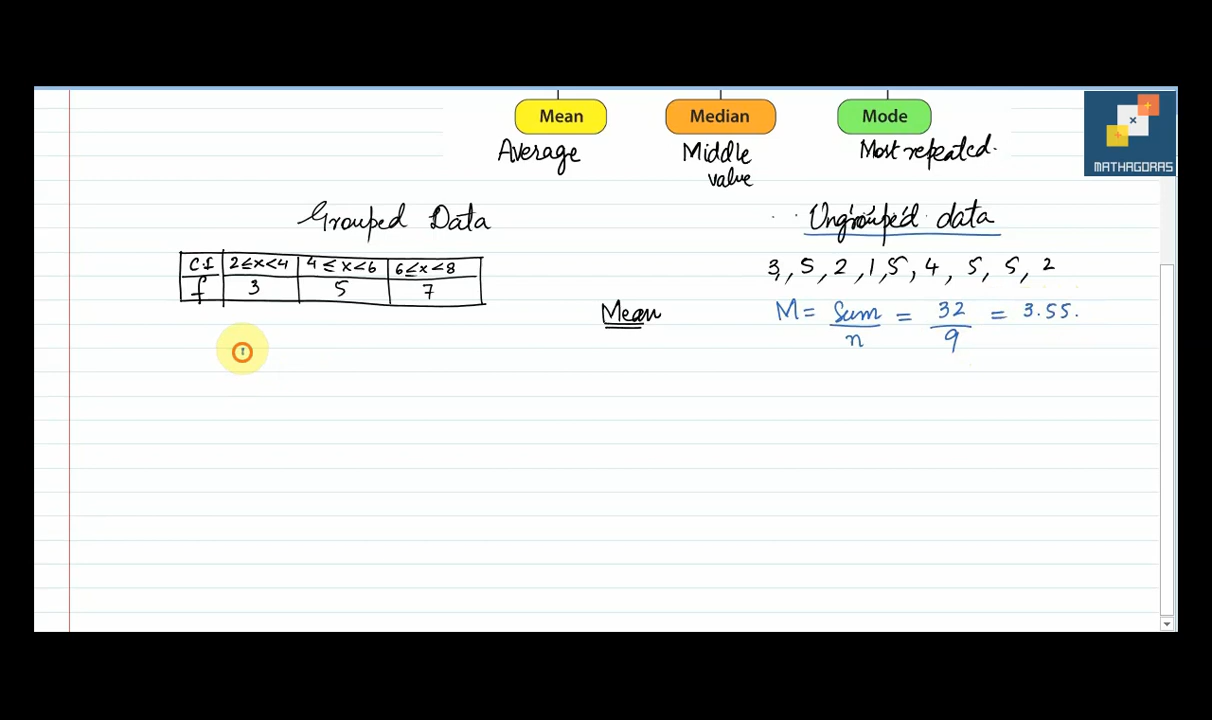 Mean Median Mode
Average Middle value Most repeated.
MATHAGORAS
Grouped Data Ungrouped data
C.I 2≤x<4 4≤x<6 6≤x<8
f 3 5 7
3, 5, 2, 1, 5, 4, 5, 5, 2
Mean M = Sum/n = 32/9 = 3.55.